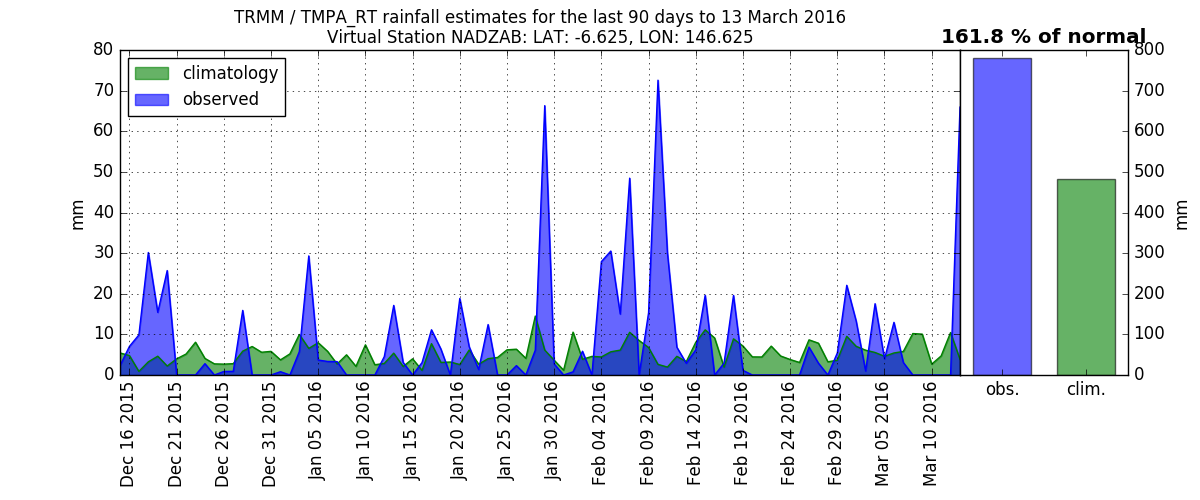 TRMM / TMPA_RT rainfall estimates for the last 90 days to 13 March 2016
Virtual Station NADZAB: LAT: -6.625, LON: 146.625
161.8 % of normal
climatology
observed
mm
80
70
60
50
40
30
20
10
0
Dec 16 2015
Dec 21 2015
Dec 26 2015
Dec 31 2015
Jan 05 2016
Jan 10 2016
Jan 15 2016
Jan 20 2016
Jan 25 2016
Jan 30 2016
Feb 04 2016
Feb 09 2016
Feb 14 2016
Feb 19 2016
Feb 24 2016
Feb 29 2016
Mar 05 2016
Mar 10 2016
obs.
clim.
800
700
600
500
400
300
200
100
0
mm